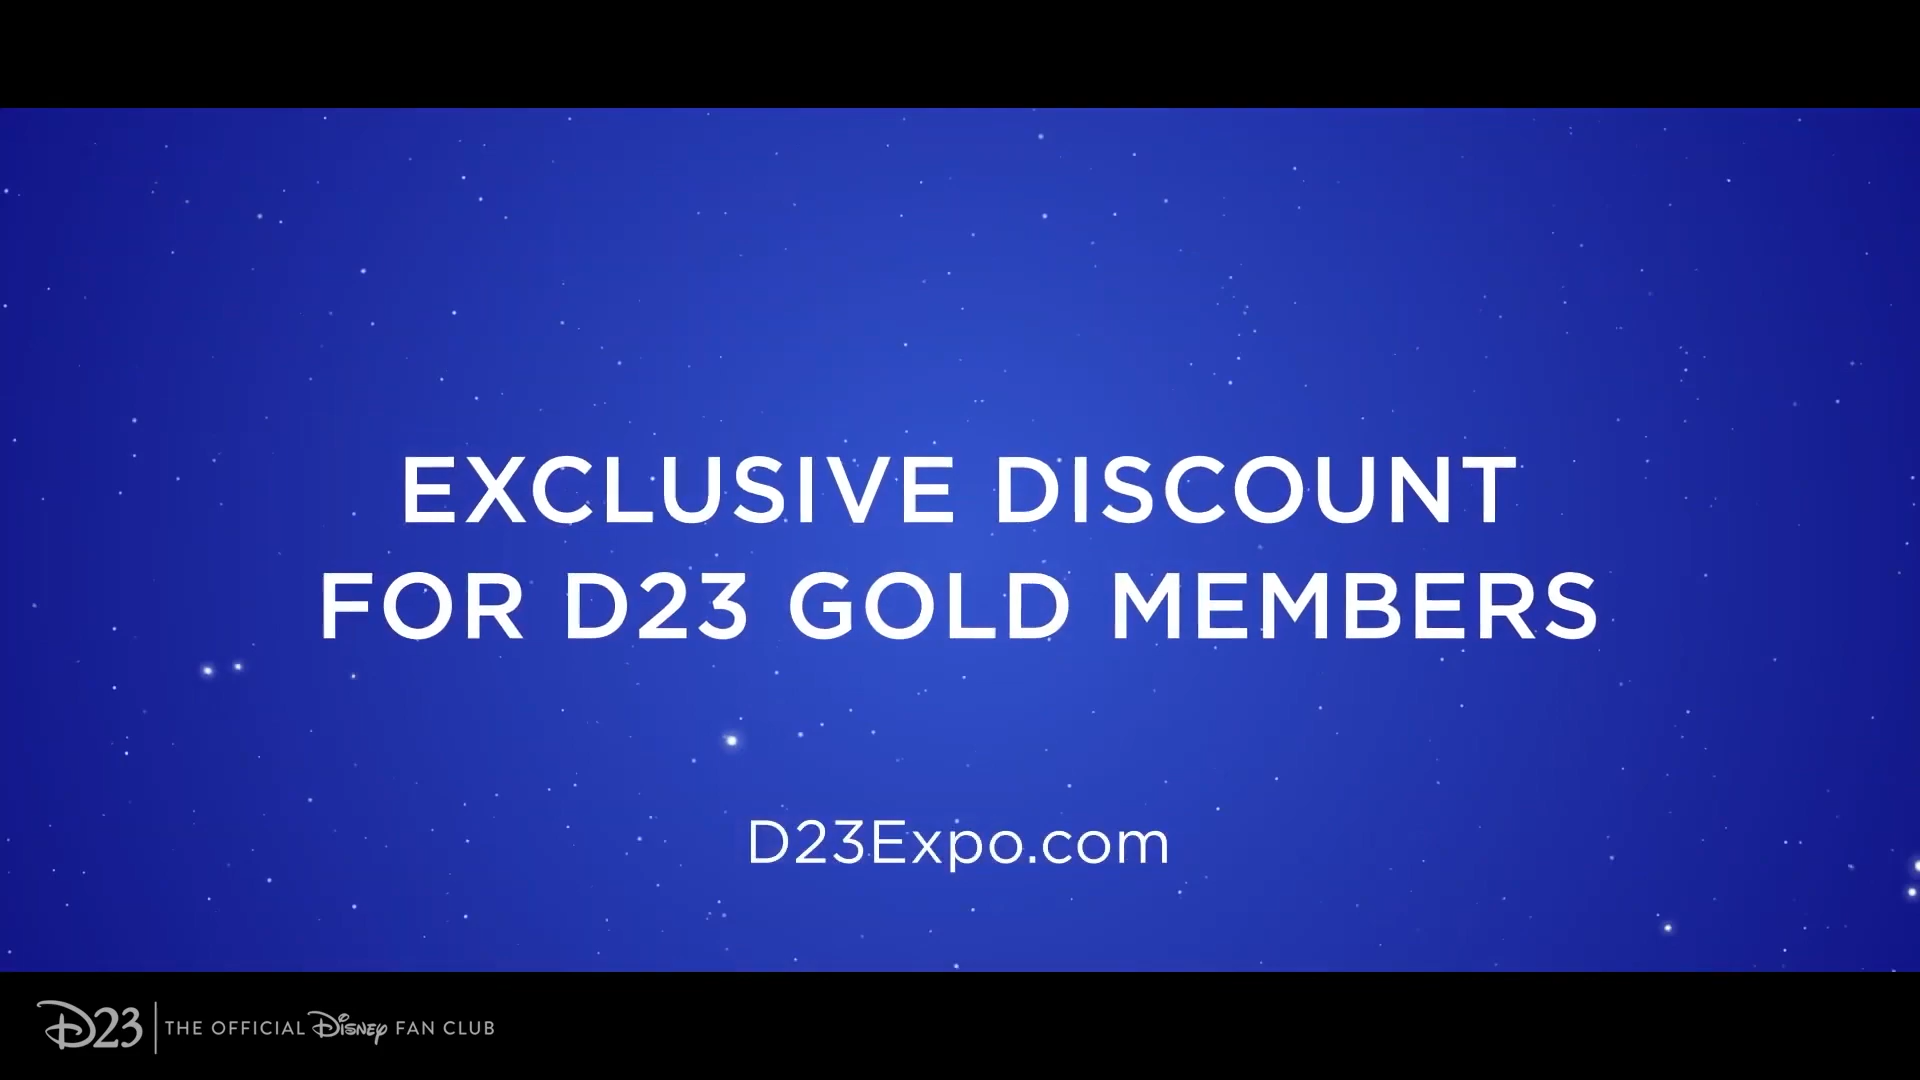 EXCLUSIVE DISCOUNT
FOR D23 GOLD MEMBERS
D23Expo.com
D23 THE OFFICIAL Disney FAN CLUB